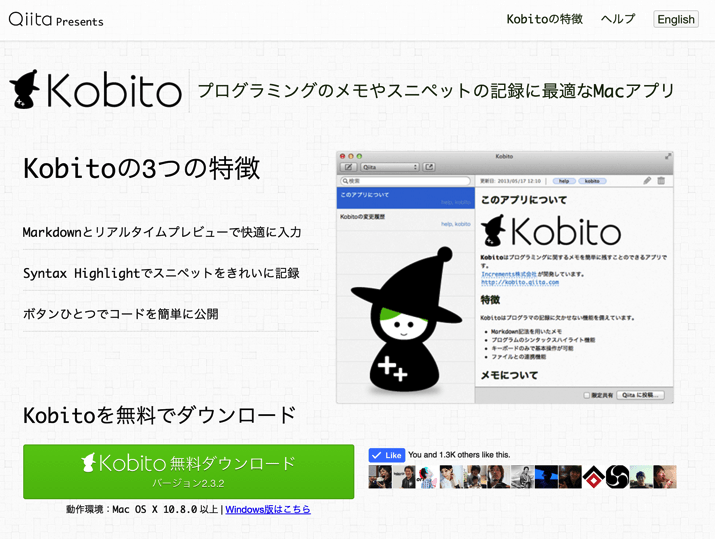 Qiita Presents
Kobitoの特徴
ヘルプ
English
Kobito
プログラミングのメモやスニペットの記録に最適なMacアプリ
Kobitoの3つの特徴
Markdownとリアルタイムプレビューで快適に入力
Syntax Highlightでスニペットをきれいに記録
ボタンひとつでコードを簡単に公開
Kobito
Qiita
検索
更新日: 2013/05/17 12:10
help
kobito
このアプリについて
help, kobito
Kobitoの変更履歴
help, kobito
このアプリについて
Kobito
Kobitoはプログラミングに関するメモを簡単に残すことのできるアプリで
す。
Increments株式会社が開発しています。
http://kobito.qiita.com
特徴
Kobitoはプログラマの記録に欠かせない機能を備えています。
Markdown記法を用いたメモ
プログラムのシンタックスハイライト機能
キーボードのみで基本操作が可能
ファイルとの連携機能
メモについて
限定共有
Qiita に投稿...
Kobitoを無料でダウンロード
Kobito 無料ダウンロード
バージョン2.3.2
動作環境：Mac OS X 10.8.0 以上 | Windows版はこちら
Like
You and 1.3K others like this.